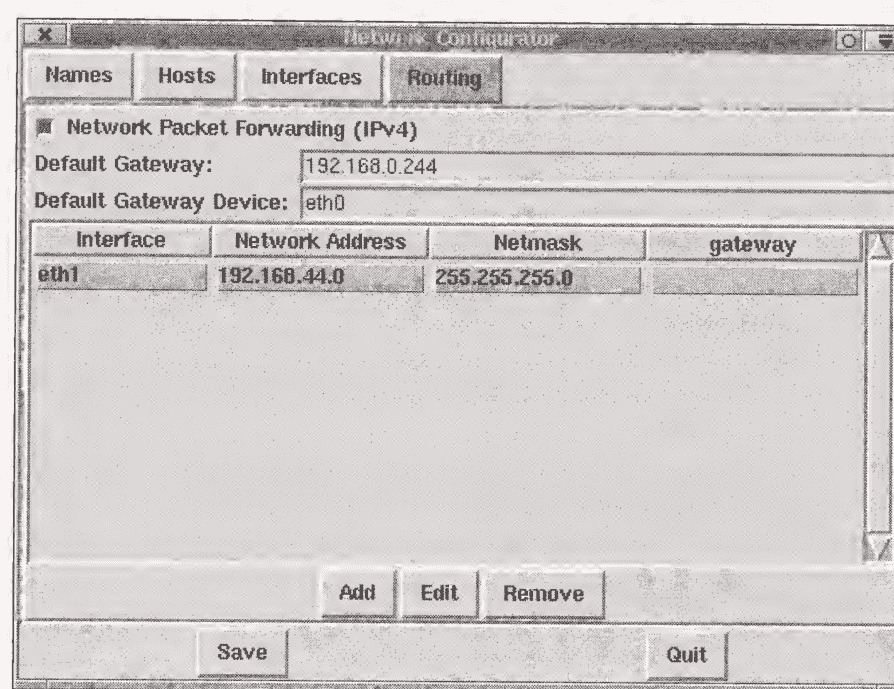 Network Configurator
Names Hosts Interfaces Routing
Network Packet Forwarding (IPv4)
Default Gateway: 192.168.0.244
Default Gateway Device: eth0
Interface Network Address Netmask gateway
eth1 192.168.44.0 255.255.255.0
Add Edit Remove
Save Quit